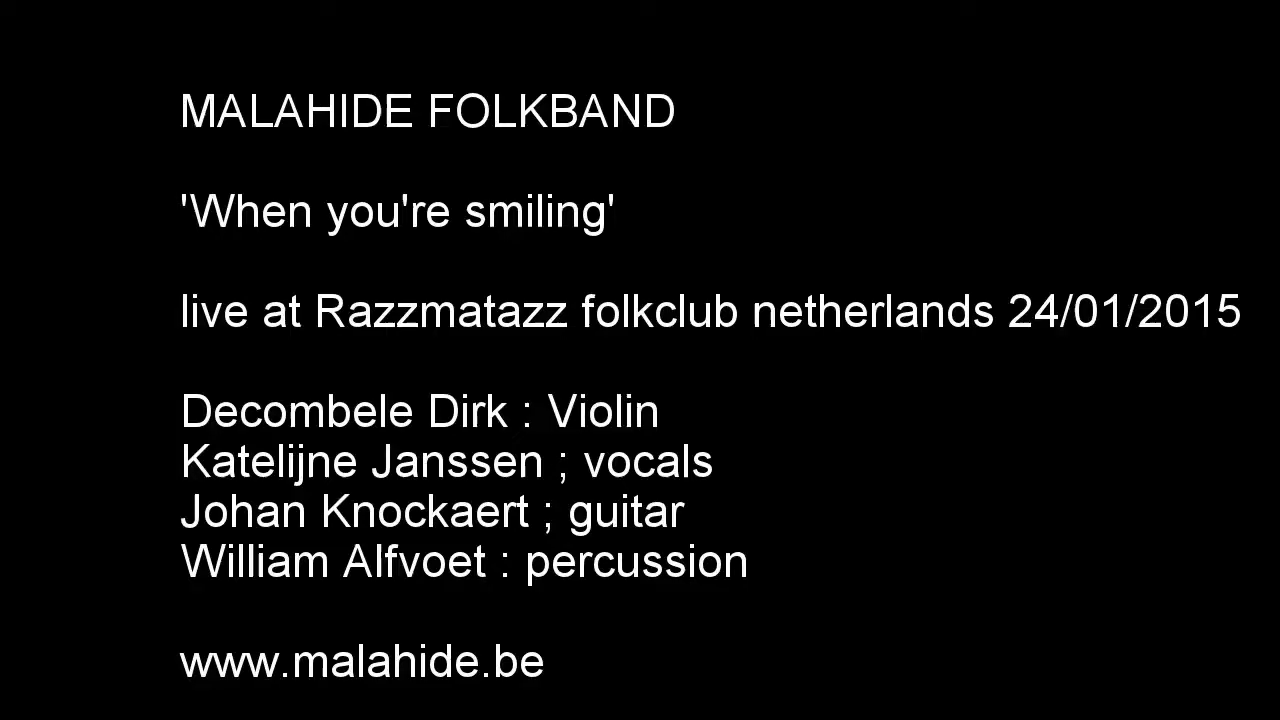 MALAHIDE FOLKBAND
'When you're smiling'
live at Razzmatazz folkclub netherlands 24/01/2015
Decombele Dirk : Violin
Katelijne Janssen ; vocals
Johan Knockaert ; guitar
William Alfvoet : percussion
www.malahide.be